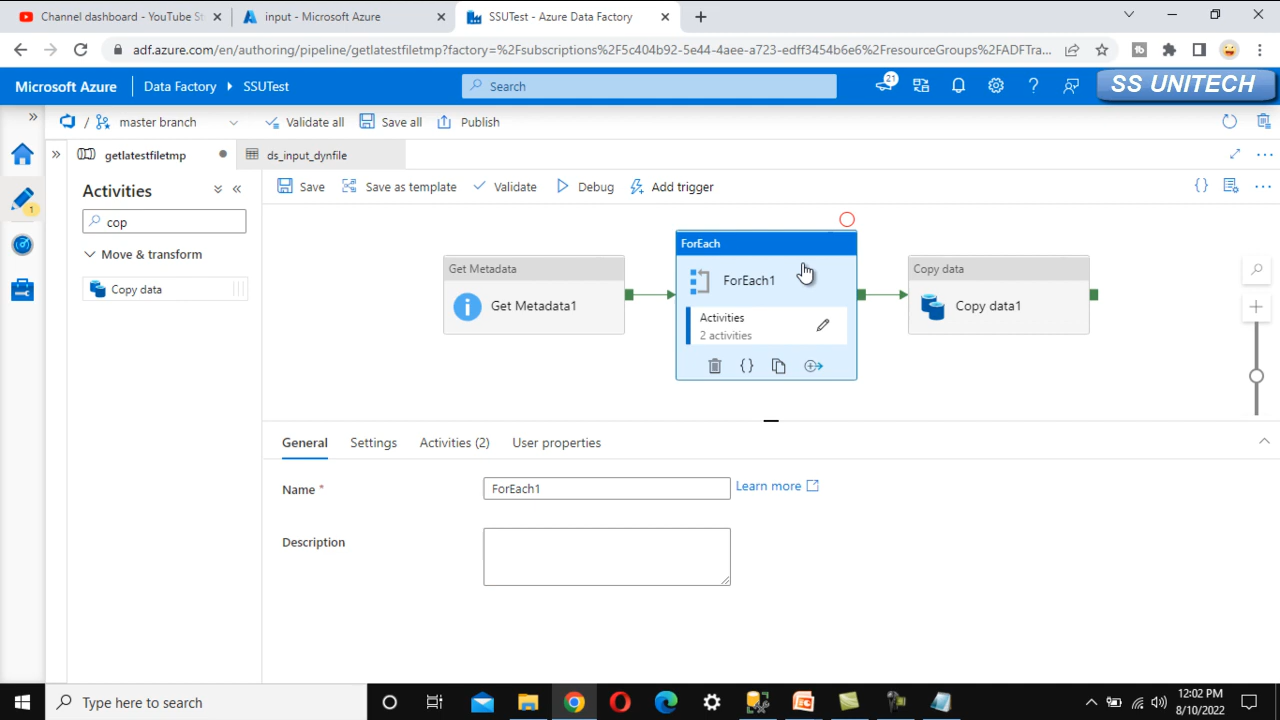 Channel dashboard - YouTube St
input - Microsoft Azure
SSUTest - Azure Data Factory
adf.azure.com/en/authoring/pipeline/getlatestfiletmp?factory=%2Fsubscriptions%2F5c404b92-5e44-4aee-a723-edff3454b6e6%2FresourceGroups%2FADFTra...
Microsoft Azure
Data Factory
SSUTest
Search
21
SS UNITECH
/
master branch
Validate all
Save all
Publish
getlatestfiletmp
ds_input_dynfile
Activities
Save
Save as template
Validate
Debug
Add trigger
{}
1
cop
Move & transform
Copy data
Get Metadata
Get Metadata1
ForEach
ForEach1
Activities
2 activities
{}
Copy data
Copy data1
General
Settings
Activities (2)
User properties
Name *
ForEach1
Learn more
Description
Type here to search
12:02 PM
8/10/2022